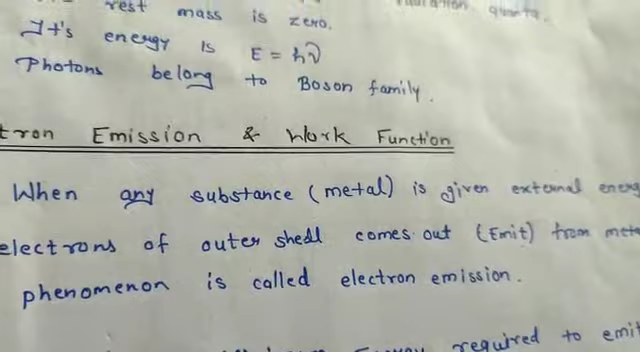 rest mass is zero.
It's energy is E = hν
Photons belong to Boson family.
tron Emission & Work Function
When any substance (metal) is given external energ
electrons of outer shell comes out (Emit) from meta
phenomenon is called electron emission.
required to emit